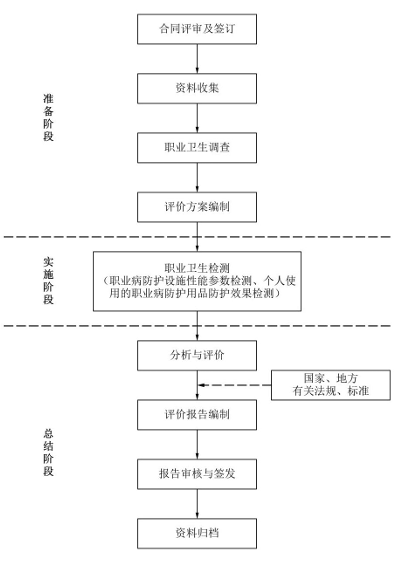 合同评审及签订
资料收集
准备阶段
职业卫生调查
评价方案编制
实施阶段
职业卫生检测
（职业病防护设施性能参数检测、个人使
用的职业病防护用品防护效果检测）
分析与评价
国家、地方
有关法规、标准
评价报告编制
总结阶段
报告审核与签发
资料归档